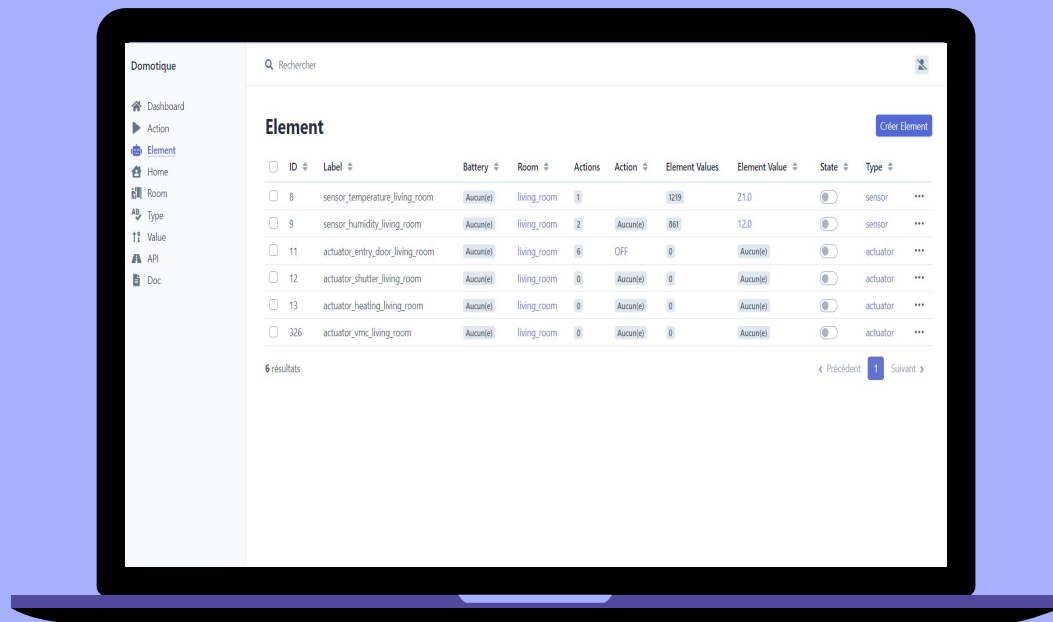 Domotique
Rechercher
Dashboard
Action
Element
Home
Room
Type
Value
API
Doc
Element
Créer Element
ID Label Battery Room Actions Action Element Values Element Value State Type
8 sensor_temperature_living_room Aucun(e) living_room 1 1219 21.0 sensor
9 sensor_humidity_living_room Aucun(e) living_room 2 Aucun(e) 861 12.0 sensor
11 actuator_entry_door_living_room Aucun(e) living_room 6 OFF 0 Aucun(e) actuator
12 actuator_shutter_living_room Aucun(e) living_room 0 Aucun(e) 0 Aucun(e) actuator
13 actuator_heating_living_room Aucun(e) living_room 0 Aucun(e) 0 Aucun(e) actuator
326 actuator_vmc_living_room Aucun(e) living_room 0 Aucun(e) 0 Aucun(e) actuator
6 résultats
‹ Précédent 1 Suivant ›